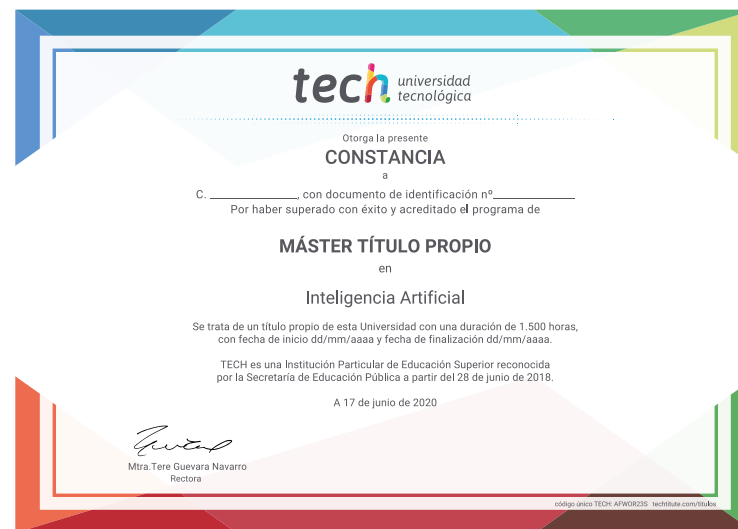 tech universidad
tecnológica
Otorga la presente
CONSTANCIA
a
C. ______________, con documento de identificación nº______________
Por haber superado con éxito y acreditado el programa de
MÁSTER TÍTULO PROPIO
en
Inteligencia Artificial
Se trata de un título propio de esta Universidad con una duración de 1.500 horas,
con fecha de inicio dd/mm/aaaa y fecha de finalización dd/mm/aaaa.
TECH es una Institución Particular de Educación Superior reconocida
por la Secretaría de Educación Pública a partir del 28 de junio de 2018.
A 17 de junio de 2020
Mtra.Tere Guevara Navarro
Rectora
código único TECH: AFWOR23S techtitute.com/titulos